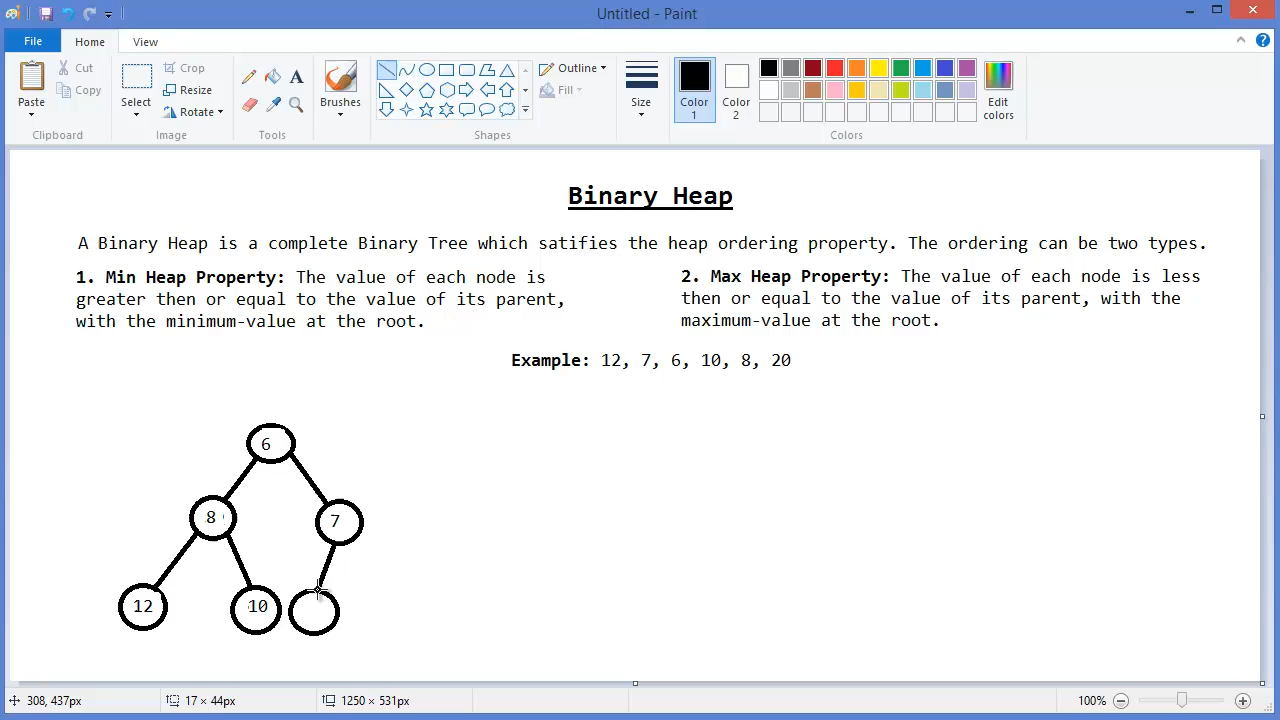 Untitled - Paint
File Home View
Cut
Copy
Paste
Clipboard
Select
Crop
Resize
Rotate
Image
A
Tools
Brushes
Shapes
Outline
Fill
Size
Color 1
Color 2
Edit colors
Colors
Binary Heap
A Binary Heap is a complete Binary Tree which satifies the heap ordering property. The ordering can be two types.
1. Min Heap Property: The value of each node is
greater then or equal to the value of its parent,
with the minimum-value at the root.
2. Max Heap Property: The value of each node is less
then or equal to the value of its parent, with the
maximum-value at the root.
Example: 12, 7, 6, 10, 8, 20
6
8 7
12 10
308, 437px 17 × 44px 1250 × 531px 100%